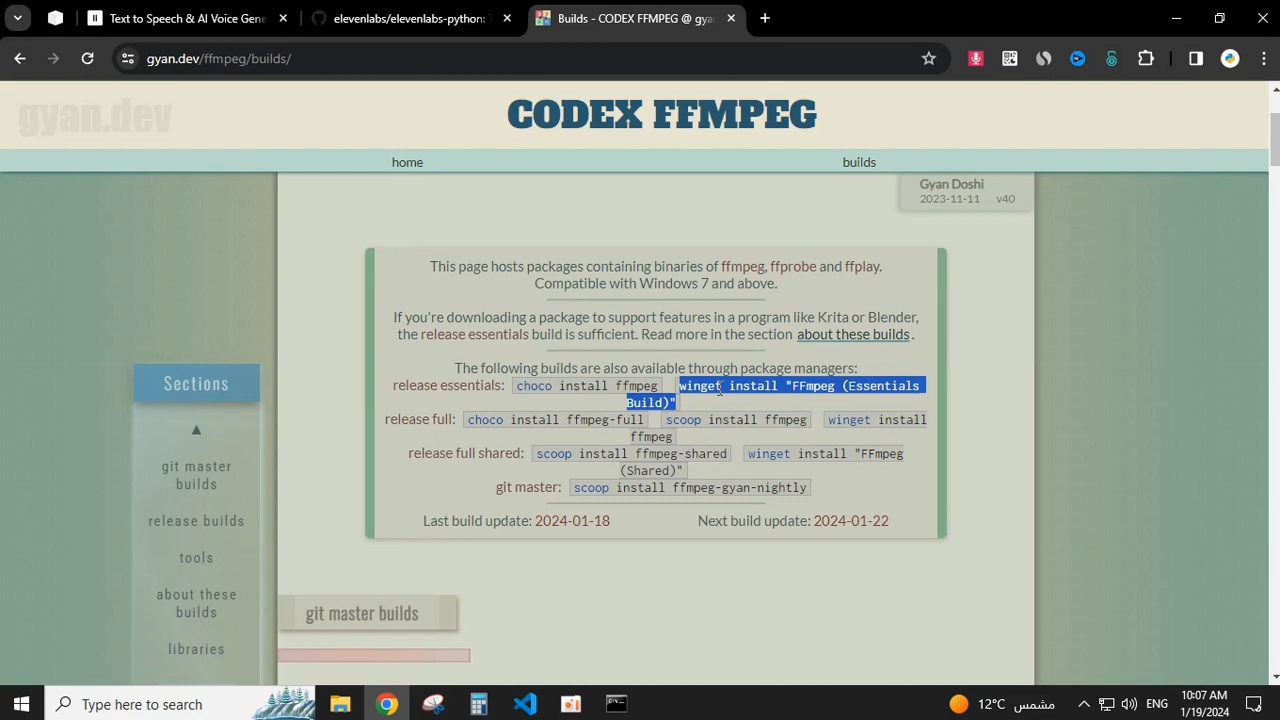 Text to Speech & AI Voice Gene
elevenlabs/elevenlabs-python: T
Builds - CODEX FFMPEG @ gyan
gyan.dev/ffmpeg/builds/
gyan.dev
CODEX FFMPEG
home
builds
Gyan Doshi
2023-11-11 v40
This page hosts packages containing binaries of ffmpeg, ffprobe and ffplay.
Compatible with Windows 7 and above.
If you're downloading a package to support features in a program like Krita or Blender,
the release essentials build is sufficient. Read more in the section about these builds.
The following builds are also available through package managers:
release essentials: choco install ffmpeg winget install "FFmpeg (Essentials
Build)"
release full: choco install ffmpeg-full scoop install ffmpeg winget install
ffmpeg
release full shared: scoop install ffmpeg-shared winget install "FFmpeg
(Shared)"
git master: scoop install ffmpeg-gyan-nightly
Last build update: 2024-01-18 Next build update: 2024-01-22
Sections
▲
git master
builds
release builds
tools
about these
builds
libraries
git master builds
Type here to search
12°C مشمس
ENG
10:07 AM
1/19/2024